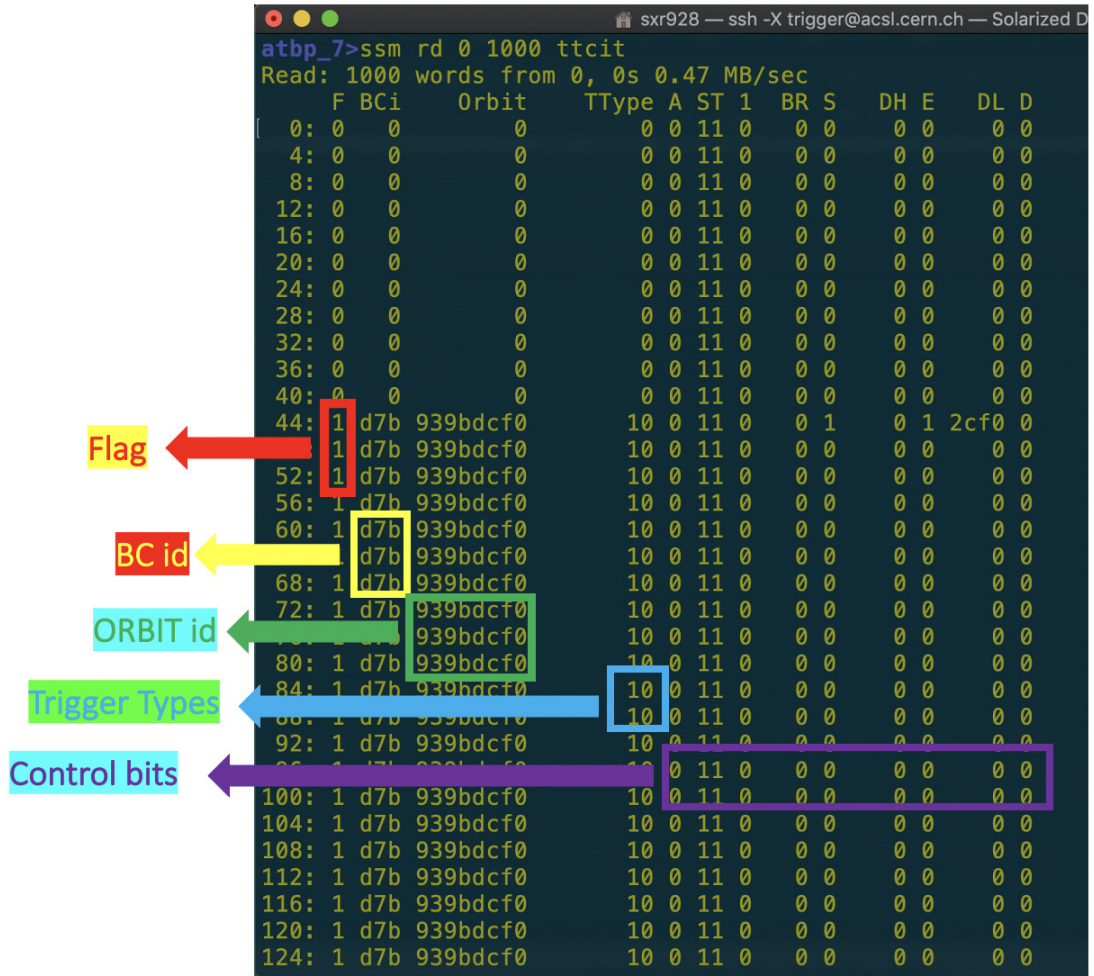 sxr928 — ssh -X trigger@acsl.cern.ch — Solarized D
atbp_7>ssm rd 0 1000 ttcit
Read: 1000 words from 0, 0s 0.47 MB/sec
F BCi Orbit TType A ST 1 BR S DH E DL D
0: 0 0 0 0 0 11 0 0 0 0 0 0 0
4: 0 0 0 0 0 11 0 0 0 0 0 0 0
8: 0 0 0 0 0 11 0 0 0 0 0 0 0
12: 0 0 0 0 0 11 0 0 0 0 0 0 0
16: 0 0 0 0 0 11 0 0 0 0 0 0 0
20: 0 0 0 0 0 11 0 0 0 0 0 0 0
24: 0 0 0 0 0 11 0 0 0 0 0 0 0
28: 0 0 0 0 0 11 0 0 0 0 0 0 0
32: 0 0 0 0 0 11 0 0 0 0 0 0 0
36: 0 0 0 0 0 11 0 0 0 0 0 0 0
40: 0 0 0 0 0 11 0 0 0 0 0 0 0
44: 1 d7b 939bdcf0 10 0 11 0 0 1 0 1 2cf0 0
Flag
1 d7b 939bdcf0 10 0 11 0 0 0 0 0 0 0
52: 1 d7b 939bdcf0 10 0 11 0 0 0 0 0 0 0
56: 1 d7b 939bdcf0 10 0 11 0 0 0 0 0 0 0
60: 1 d7b 939bdcf0 10 0 11 0 0 0 0 0 0 0
BC id
1 d7b 939bdcf0 10 0 11 0 0 0 0 0 0 0
68: 1 d7b 939bdcf0 10 0 11 0 0 0 0 0 0 0
72: 1 d7b 939bdcf0 10 0 11 0 0 0 0 0 0 0
ORBIT id
d7b 939bdcf0 10 0 11 0 0 0 0 0 0 0
80: 1 d7b 939bdcf0 10 0 11 0 0 0 0 0 0 0
84: 1 d7b 939bdcf0 10 0 11 0 0 0 0 0 0 0
Trigger Types
88: 1 d7b 939bdcf0 10 0 11 0 0 0 0 0 0 0
92: 1 d7b 939bdcf0 10 0 11 0 0 0 0 0 0 0
Control bits
0 11 0 0 0 0 0 0 0
100: 1 d7b 939bdcf0 10 0 11 0 0 0 0 0 0 0
104: 1 d7b 939bdcf0 10 0 11 0 0 0 0 0 0 0
108: 1 d7b 939bdcf0 10 0 11 0 0 0 0 0 0 0
112: 1 d7b 939bdcf0 10 0 11 0 0 0 0 0 0 0
116: 1 d7b 939bdcf0 10 0 11 0 0 0 0 0 0 0
120: 1 d7b 939bdcf0 10 0 11 0 0 0 0 0 0 0
124: 1 d7b 939bdcf0 10 0 11 0 0 0 0 0 0 0